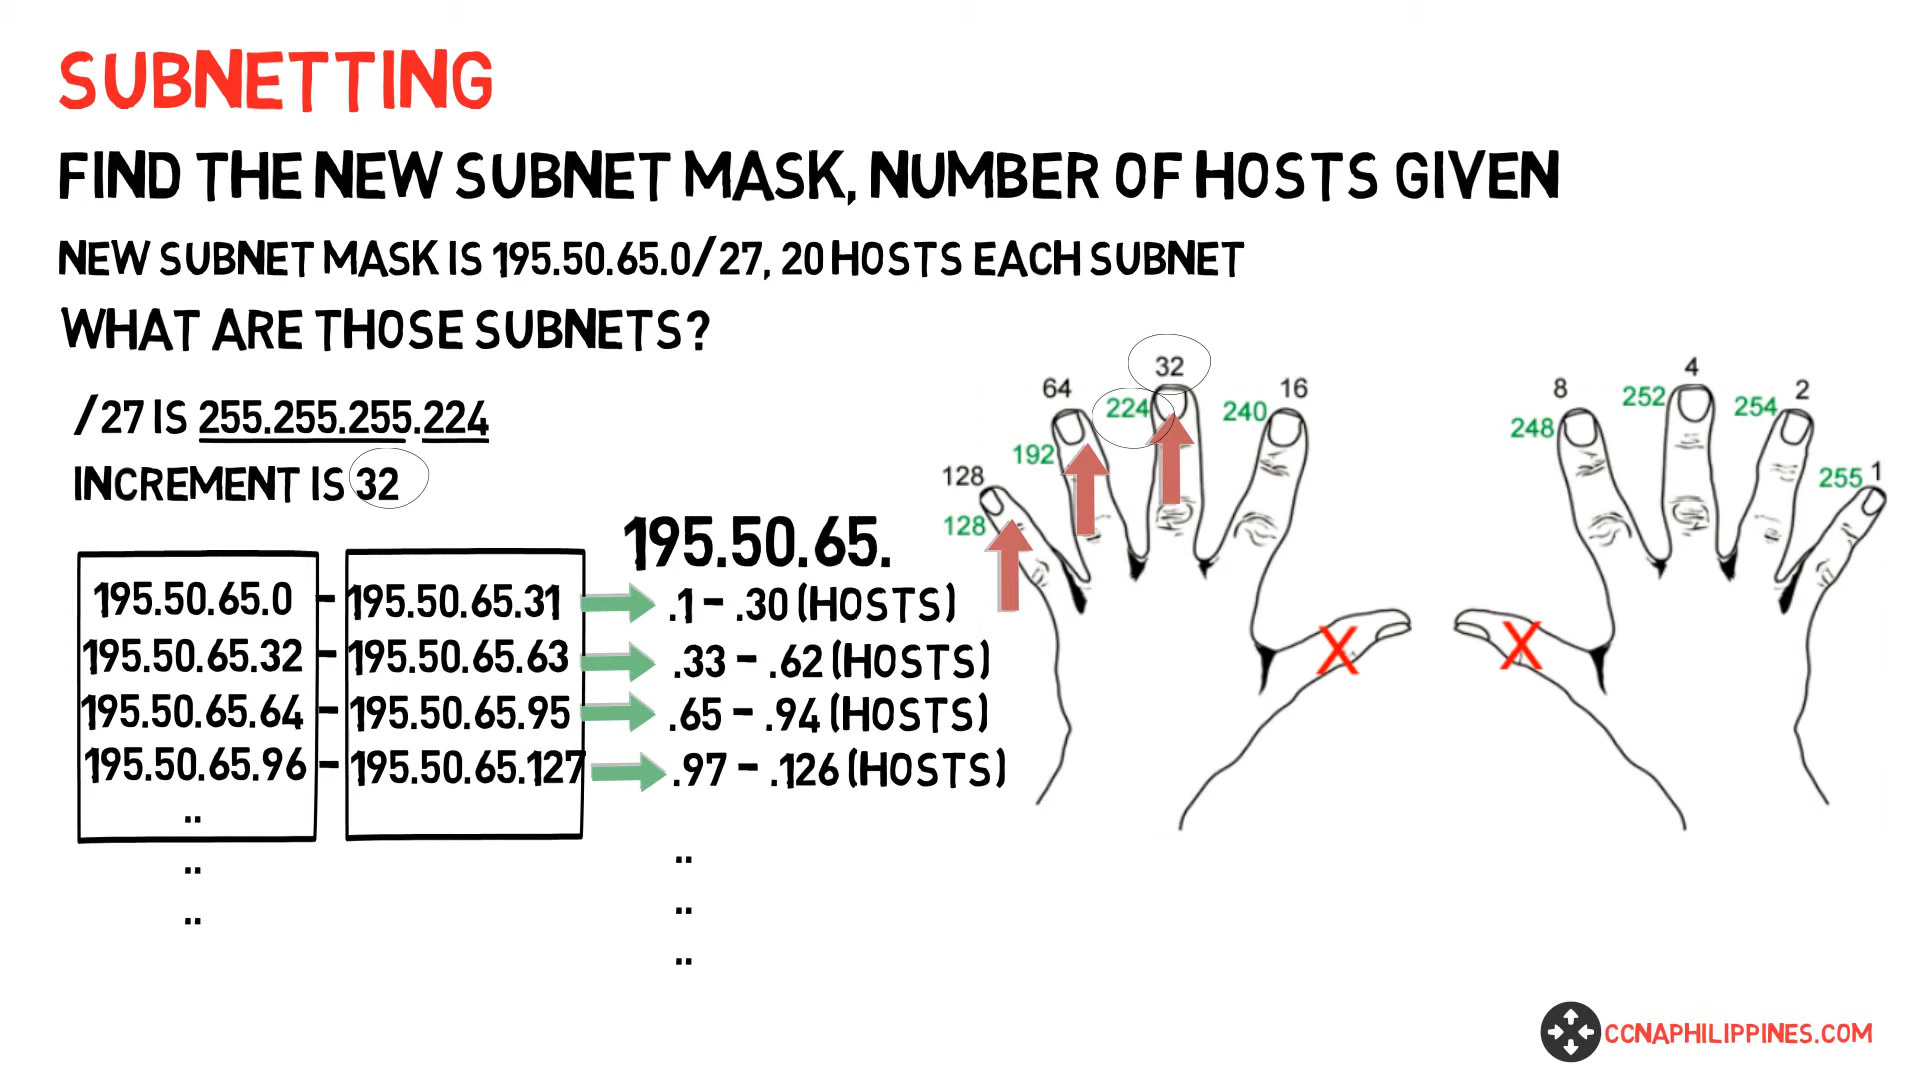 SUBNETTING
FIND THE NEW SUBNET MASK, NUMBER OF HOSTS GIVEN
NEW SUBNET MASK IS 195.50.65.0/27, 20 HOSTS EACH SUBNET
WHAT ARE THOSE SUBNETS?
/27 IS 255.255.255.224
INCREMENT IS 32
195.50.65.
195.50.65.0 - 195.50.65.31 .1 - .30 (HOSTS)
195.50.65.32 - 195.50.65.63 .33 - .62 (HOSTS)
195.50.65.64 - 195.50.65.95 .65 - .94 (HOSTS)
195.50.65.96 - 195.50.65.127 .97 - .126 (HOSTS)
..
.. ..
.. ..
..
128 64 32 16
128 192 224 240
X
8 4 2 1
248 252 254 255
X
CCNAPHILIPPINES.COM